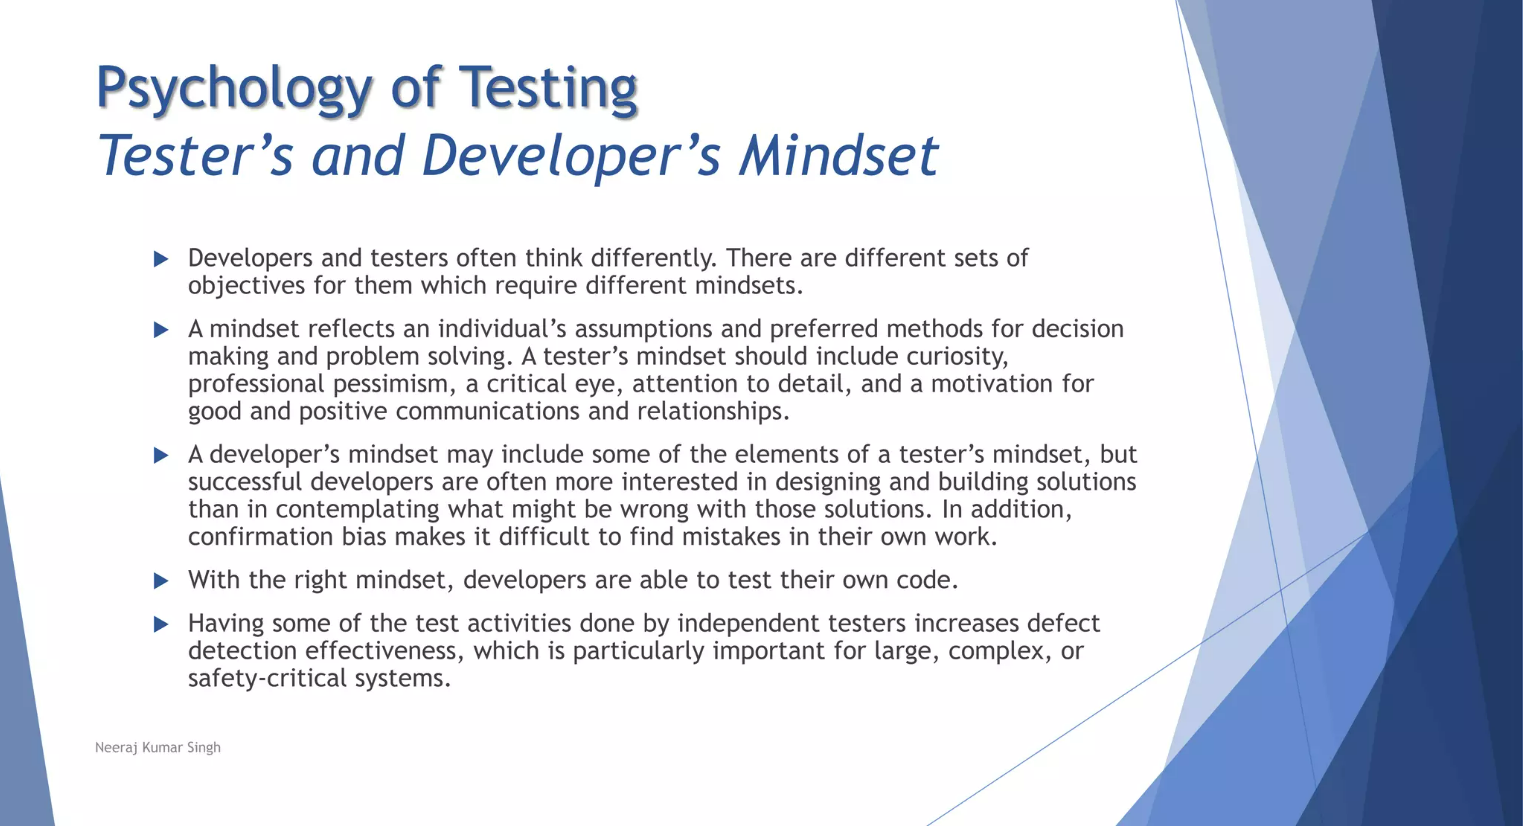 Psychology of Testing
Tester’s and Developer’s Mindset
Developers and testers often think differently. There are different sets of
objectives for them which require different mindsets.
A mindset reflects an individual’s assumptions and preferred methods for decision
making and problem solving. A tester’s mindset should include curiosity,
professional pessimism, a critical eye, attention to detail, and a motivation for
good and positive communications and relationships.
A developer’s mindset may include some of the elements of a tester’s mindset, but
successful developers are often more interested in designing and building solutions
than in contemplating what might be wrong with those solutions. In addition,
confirmation bias makes it difficult to find mistakes in their own work.
With the right mindset, developers are able to test their own code.
Having some of the test activities done by independent testers increases defect
detection effectiveness, which is particularly important for large, complex, or
safety-critical systems.
Neeraj Kumar Singh